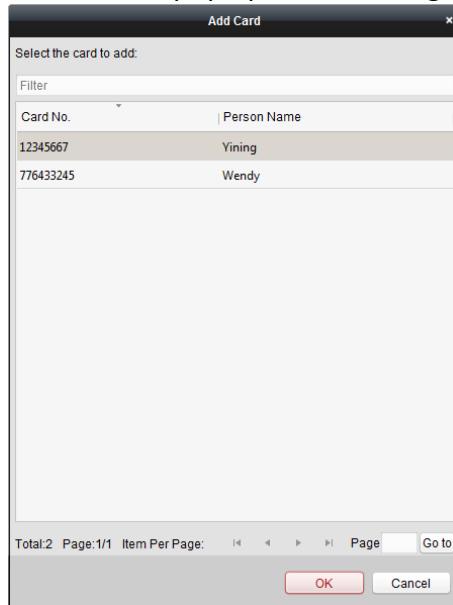 Add Card ×
Select the card to add:
Filter
Card No. Person Name
12345667 Yining
776433245 Wendy
Total:2 Page:1/1 Item Per Page: Page Go to
OK Cancel